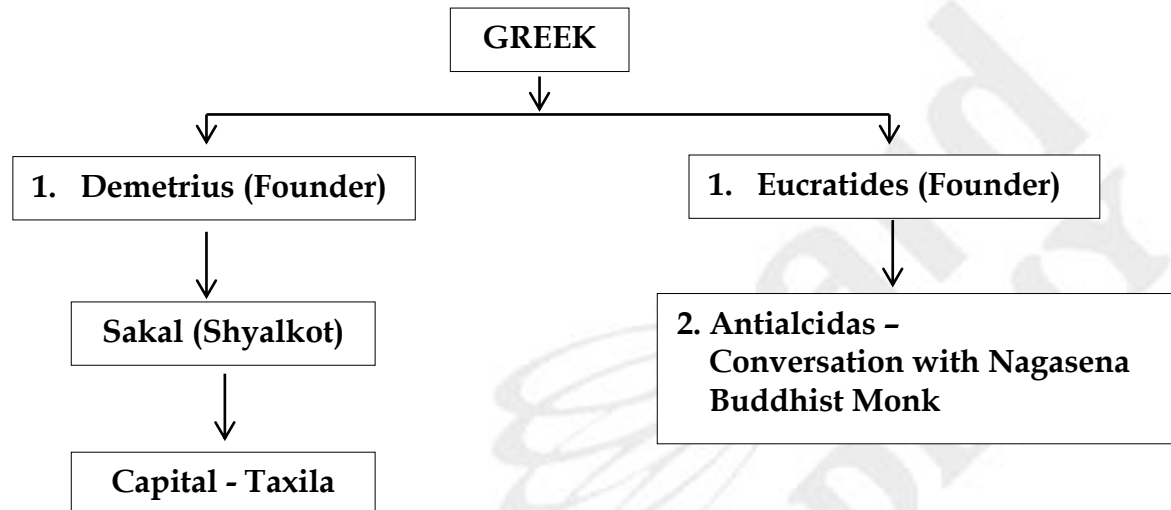 GREEK
1. Demetrius (Founder)
1. Eucratides (Founder)
Sakal (Shyalkot)
2. Antialcidas –
Conversation with Nagasena
Buddhist Monk
Capital - Taxila